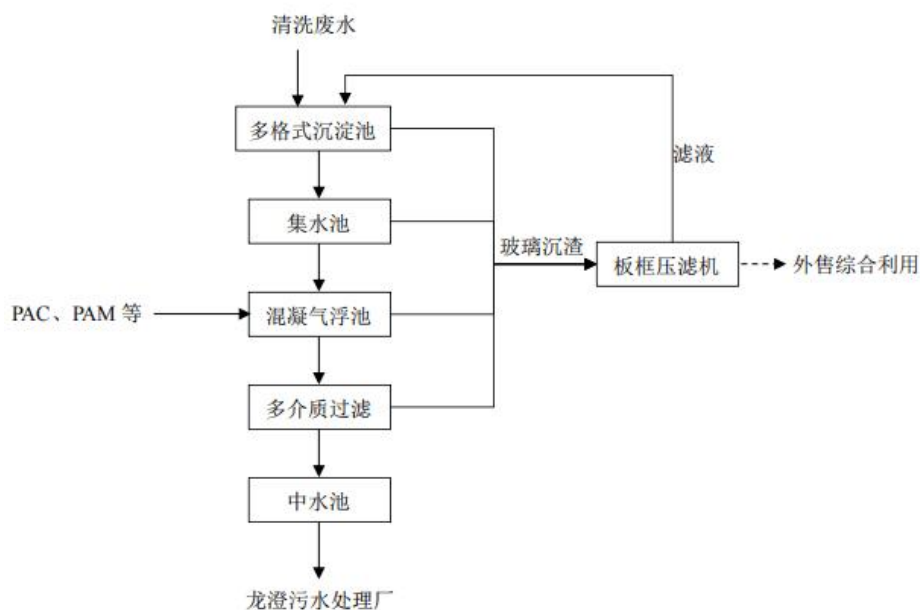 清洗废水
多格式沉淀池
滤液
集水池
玻璃沉渣
板框压滤机
外售综合利用
PAC、PAM 等
混凝气浮池
多介质过滤
中水池
龙澄污水处理厂